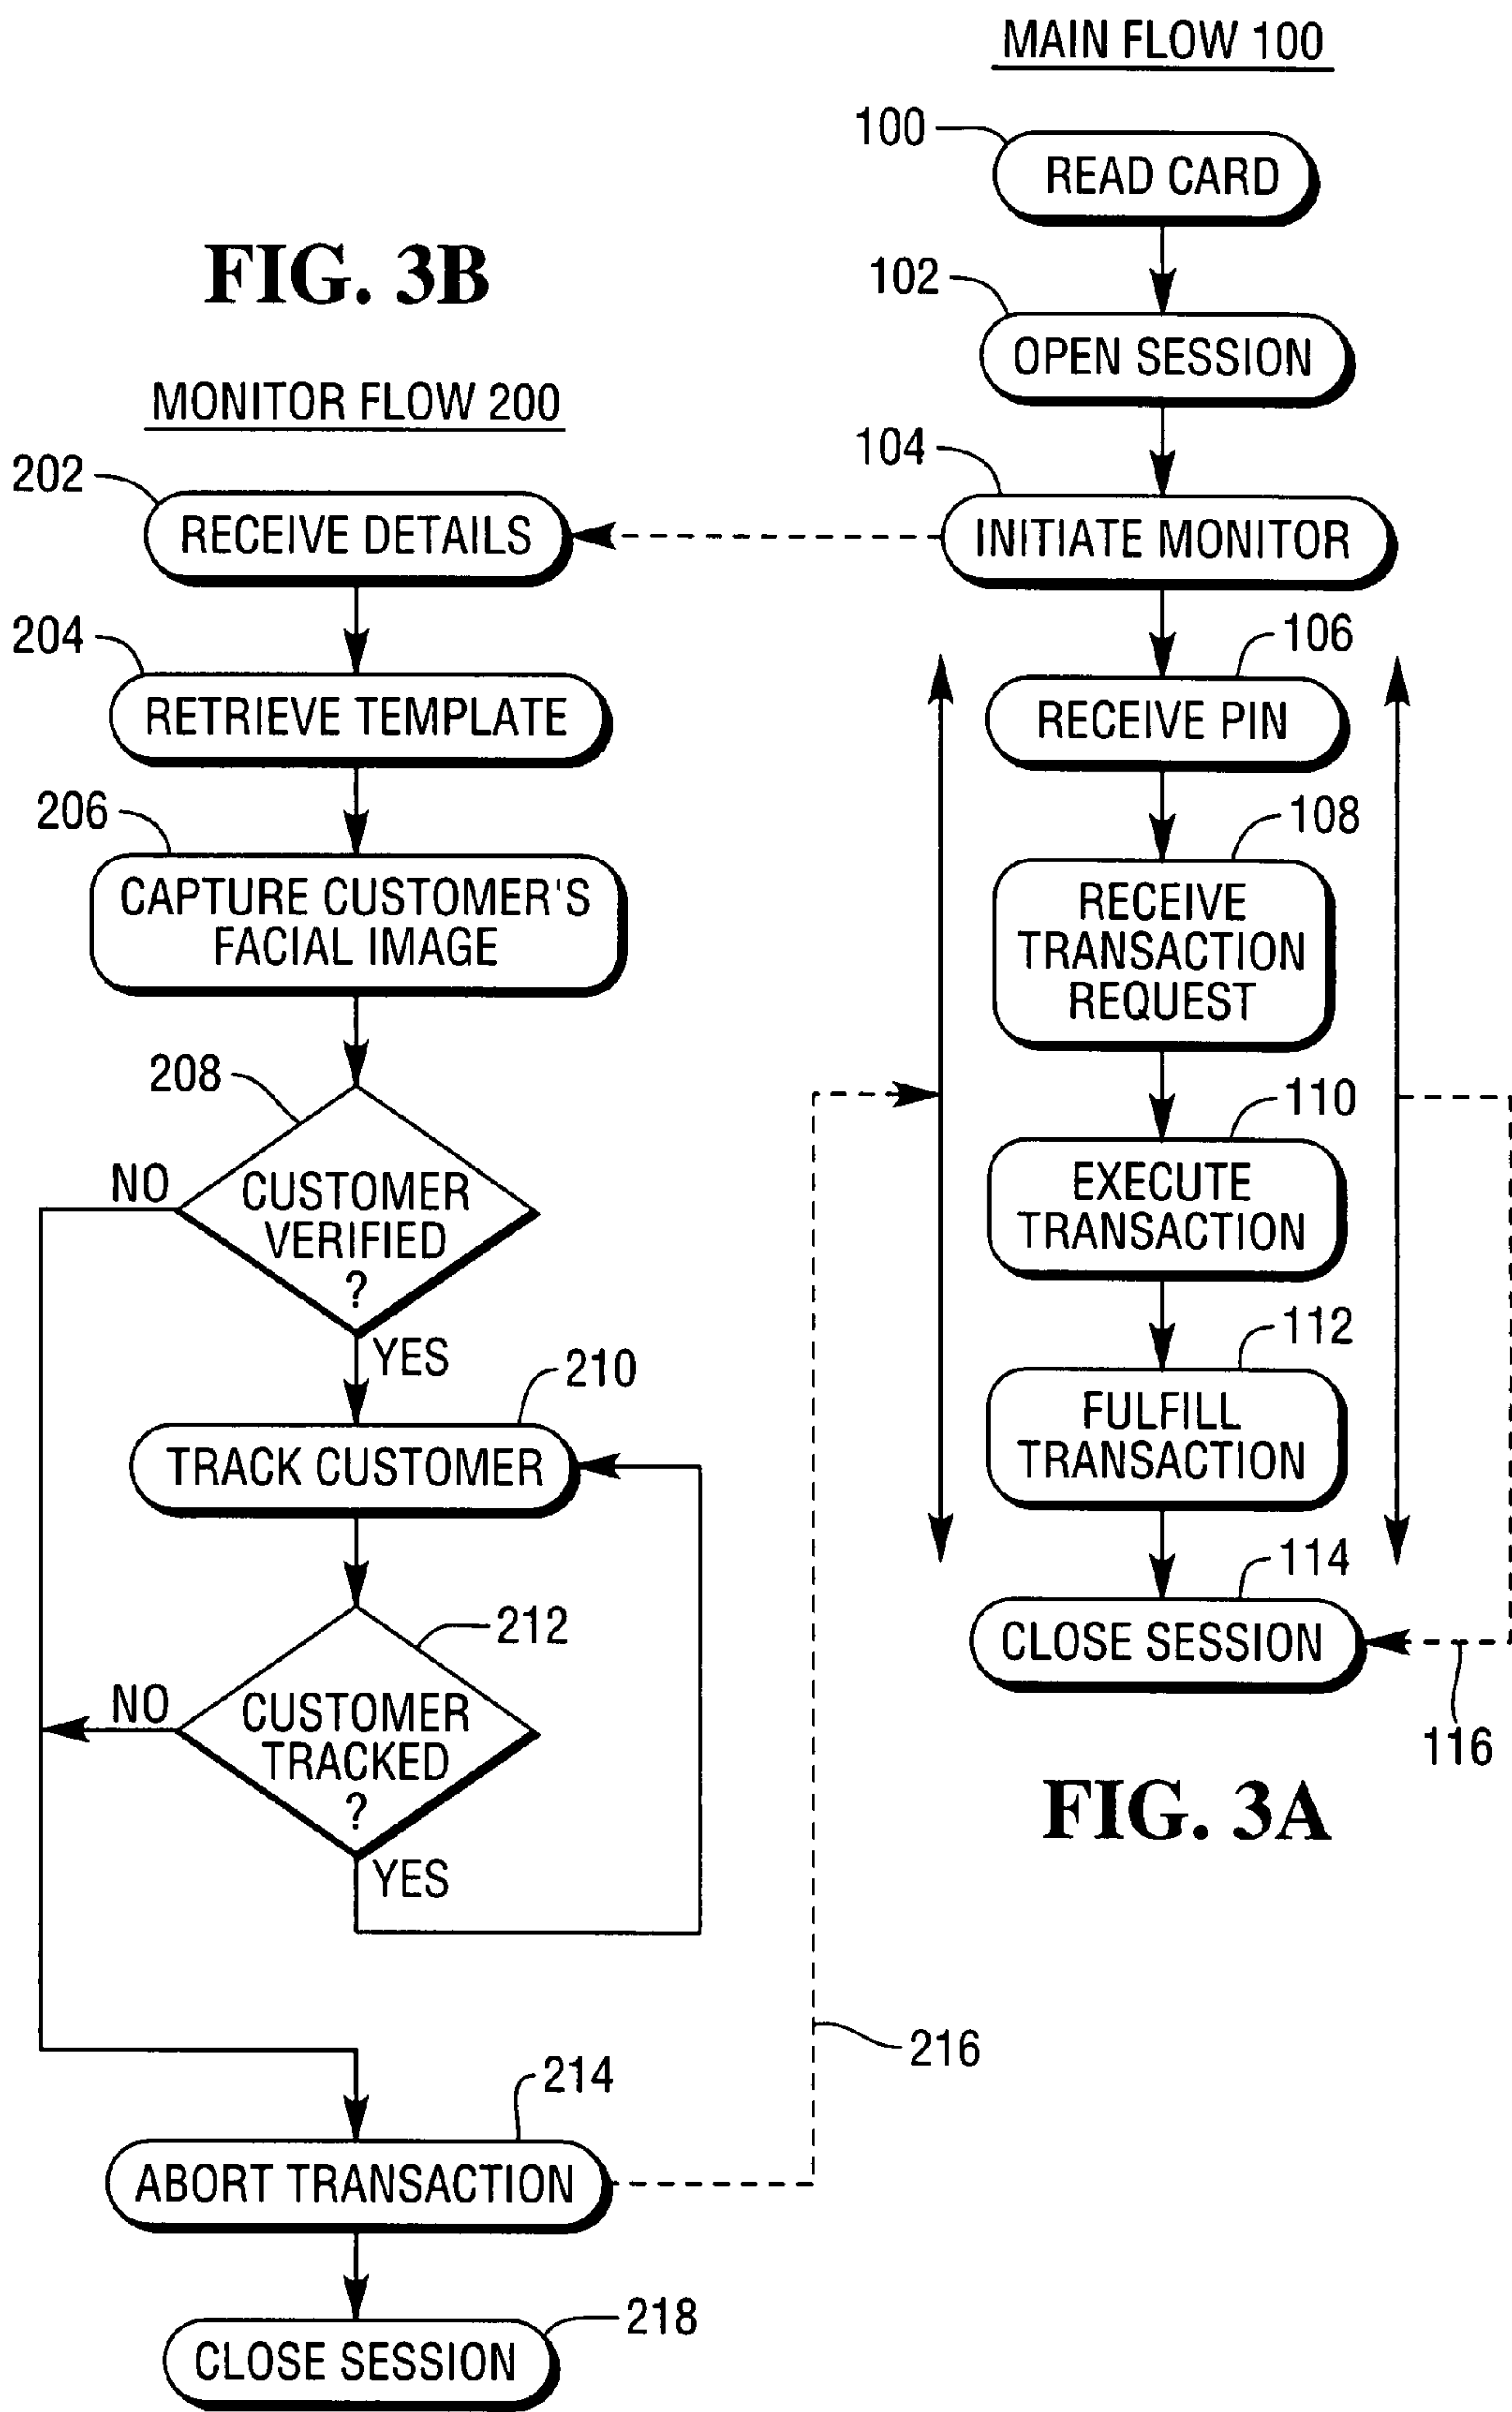 MAIN FLOW 100
100
READ CARD
102
OPEN SESSION
104
INITIATE MONITOR
106
RECEIVE PIN
108
RECEIVE
TRANSACTION
REQUEST
110
EXECUTE
TRANSACTION
112
FULFILL
TRANSACTION
114
CLOSE SESSION
116
FIG. 3A
FIG. 3B
MONITOR FLOW 200
202
RECEIVE DETAILS
204
RETRIEVE TEMPLATE
206
CAPTURE CUSTOMER'S
FACIAL IMAGE
208
NO
CUSTOMER
VERIFIED
?
YES
210
TRACK CUSTOMER
212
NO
CUSTOMER
TRACKED
?
YES
216
214
ABORT TRANSACTION
218
CLOSE SESSION